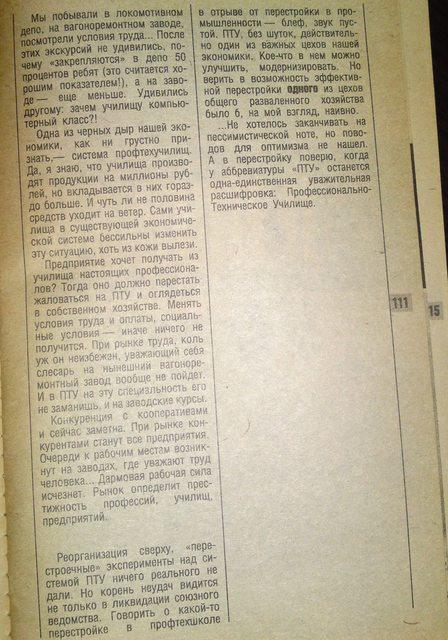 Мы побывали в локомотивном
депо, на вагоноремонтном заводе,
посмотрели условия труда... После
этих экскурсий не удивились, по-
чему «закрепляются» в депо 50
процентов ребят (это считается хо-
рошим показателем!), а на заво-
де — еще меньше. Удивились
другому: зачем училищу компью-
терный класс?!
Одна из черных дыр нашей эко-
номики, как ни грустно при-
знать,— система профтехучилищ.
Да, я знаю, что училища произво-
дят продукции на миллионы руб-
лей, но вкладывается в них гораз-
до больше. И чуть ли не половина
средств уходит на ветер. Сами учи-
лища в существующей экономиче-
ской системе бессильны изменить
эту ситуацию, хоть из кожи вылези.
Предприятие хочет получать из
училища настоящих профессиона-
лов? Тогда оно должно перестать
жаловаться на ПТУ и оглядеться
в собственном хозяйстве. Менять
условия труда и оплаты, социаль-
ные условия — иначе ничего не
получится. При рынке труда, коль
уж он неизбежен, уважающий себя
слесарь на нынешний вагоноре-
монтный завод вообще не пойдет.
И в ПТУ на эту специальность его
не заманишь, и на заводские курсы.
Конкуренция с кооперативами
и сейчас заметна. При рынке кон-
курентами станут все предприятия.
Очереди к рабочим местам возник-
нут на заводах, где уважают труд
человека... Дармовая рабочая сила
исчезнет. Рынок определит прес-
тижность профессий, училищ,
предприятий.
Реорганизация сверху, «пере-
строечные» эксперименты над си-
стемой ПТУ ничего реального не
дали. Но корень неудач видится
не только в ликвидации союзного
ведомства. Говорить о какой-то
перестройке в профтехшколе
в отрыве от перестройки в про-
мышленности — блеф, звук пус-
той. ПТУ, без шуток, действитель-
но один из важных цехов нашей
экономики. Кое-что в нем можно
улучшить, модернизировать. Но
верить в возможность эффектив-
ной перестройки одного из цехов
общего разваленного хозяйства
было б, на мой взгляд, наивно.
...Не хотелось заканчивать на
пессимистической ноте, но пово-
дов для оптимизма не нашел.
А в перестройку поверю, когда
у аббревиатуры «ПТУ» останется
одна-единственная уважительная
расшифровка: Профессионально-
Техническое Училище.
111
15